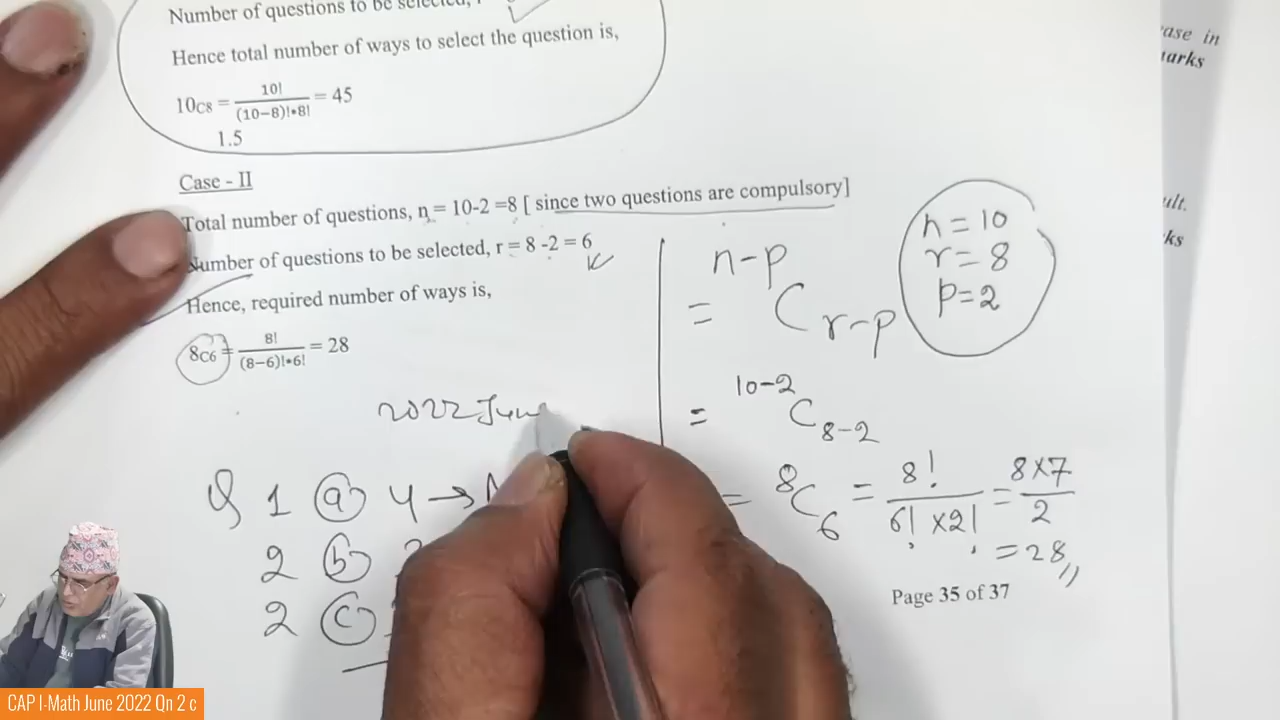 Number of questions to be selected, r
Hence total number of ways to select the question is,
10C8 = 10! / (10−8)!*8! = 45
1.5
Case - II
Total number of questions, n = 10-2 =8 [ since two questions are compulsory]
Number of questions to be selected, r = 8 -2 = 6
Hence, required number of ways is,
8C6 = 8! / (8−6)!*6! = 28
n = 10
r = 8
p = 2
n-p
= C r-p
10-2
= C 8-2
= 8C6 = 8! / 6! ×2! = 8×7 / 2
= 28
2022 June
Q 1 a 4 →
2 b
2 c
Page 35 of 37
ase in
arks
ult.
ks
CAP I-Math June 2022 Qn 2 c